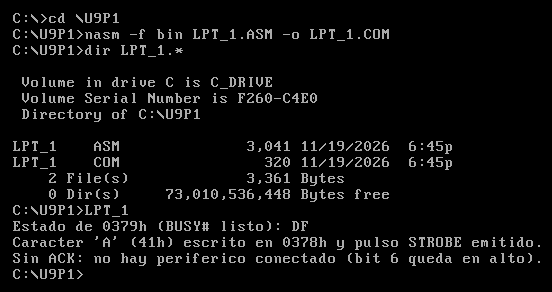 C:\>cd \U9P1
C:\U9P1>nasm -f bin LPT_1.ASM -o LPT_1.COM
C:\U9P1>dir LPT_1.*
Volume in drive C is C_DRIVE
Volume Serial Number is F260-C4E0
Directory of C:\U9P1
LPT_1 ASM 3,041 11/19/2026 6:45p
LPT_1 COM 320 11/19/2026 6:45p
2 File(s) 3,361 Bytes
0 Dir(s) 73,010,536,448 Bytes free
C:\U9P1>LPT_1
Estado de 0379h (BUSY# listo): DF
Caracter 'A' (41h) escrito en 0378h y pulso STROBE emitido.
Sin ACK: no hay periferico conectado (bit 6 queda en alto).
C:\U9P1>